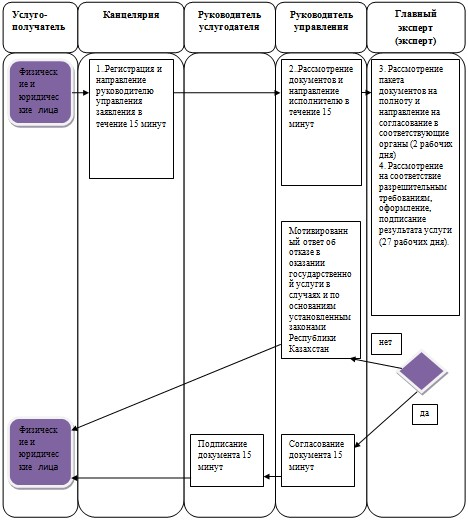 Услуго-
получатель
Канцелярия
Руководитель
услугодателя
Руководитель
управления
Главный
эксперт
(эксперт)
Физическ
ие и
юридичес
кие лица
1. Регистрация и
направление
руководителю
управления
заявления в
течение 15 минут
2. Рассмотрение
документов и
направление
исполнителю в
течение 15
минут
3. Рассмотрение
пакета
документов на
полноту и
направление на
согласование в
соответствующие
органы (2 рабочих
дня)
4. Рассмотрение
на соответствие
разрешительным
требованиям,
оформление,
подписание
результата услуги
(27 рабочих дня).
Мотивированны
й ответ об
отказе в
оказании
государственно
й услуги в
случаях и по
основаниям
установленным
законами
Республики
Казахстан
нет
да
Физическ
ие и
юридичес
кие лица
Подписание
документа 15
минут
Согласование
документа 15
минут